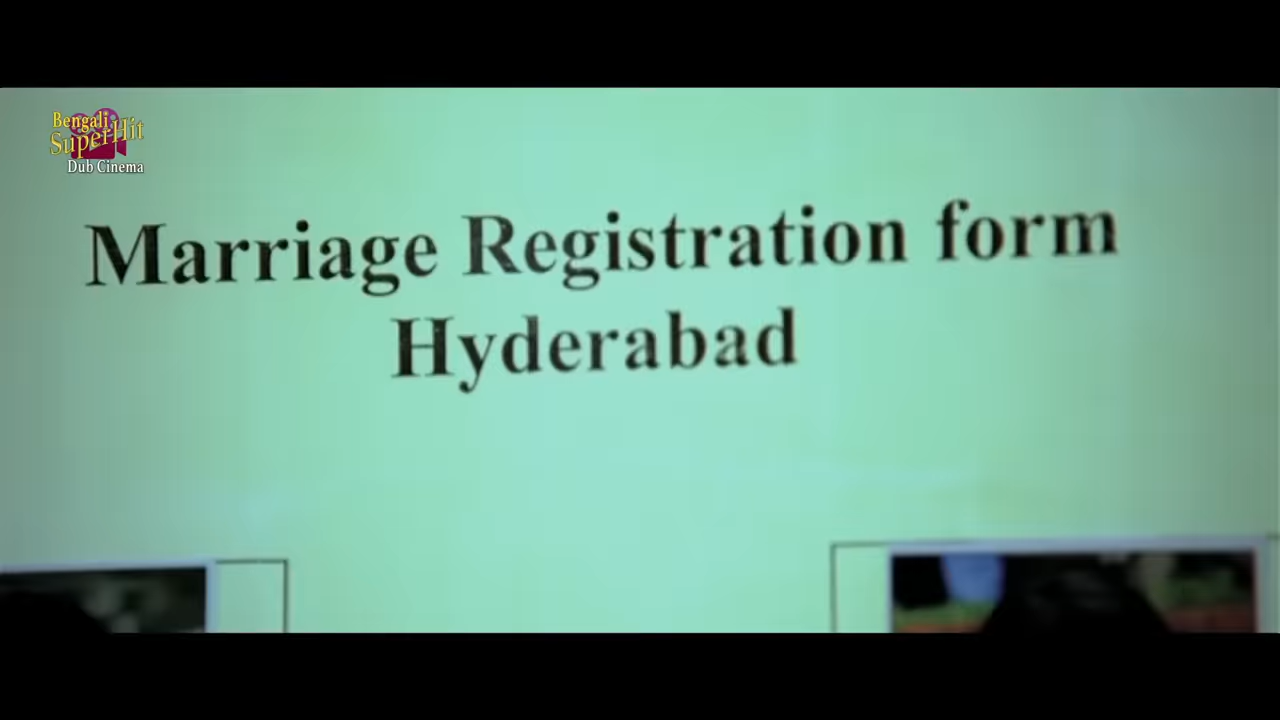 Bengali
SuperHit
Dub Cinema
Marriage Registration form
Hyderabad